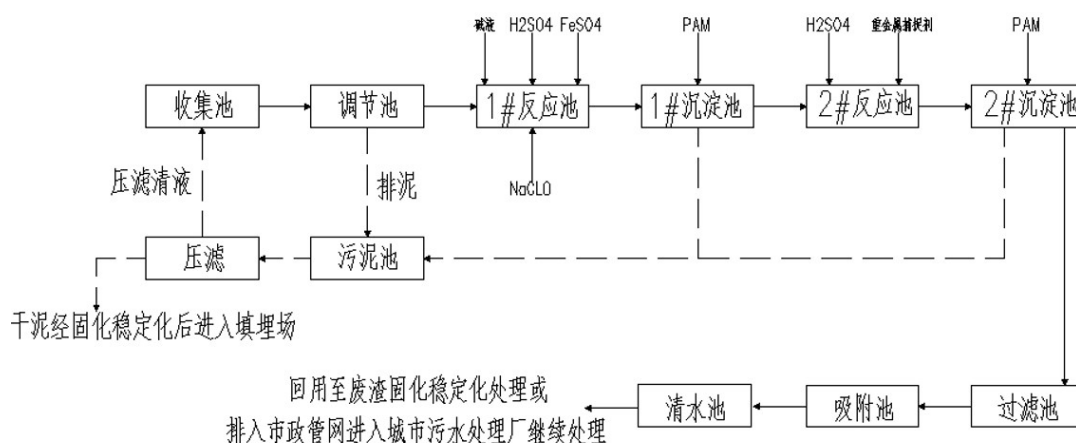 碱液 H2SO4 FeSO4 PAM H2SO4 重金属捕捉剂 PAM
收集池 调节池 1#反应池 1#沉淀池 2#反应池 2#沉淀池
压滤清液 排泥 NaCLO
压滤 污泥池
干泥经固化稳定化后进入填埋场
回用至废渣固化稳定化处理或
排入市政管网进入城市污水处理厂继续处理
清水池 吸附池 过滤池